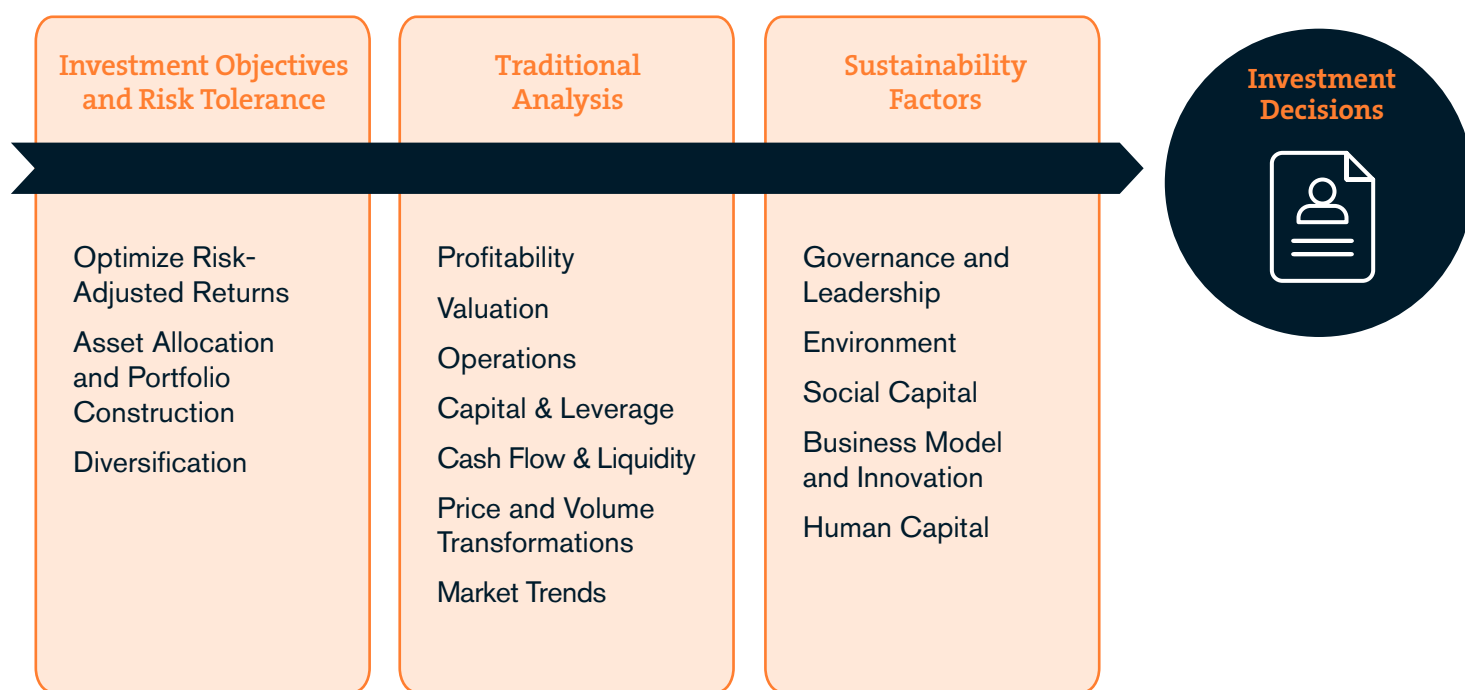 Investment Objectives
and Risk Tolerance
Optimize Risk-
Adjusted Returns
Asset Allocation
and Portfolio
Construction
Diversification
Traditional
Analysis
Profitability
Valuation
Operations
Capital & Leverage
Cash Flow & Liquidity
Price and Volume
Transformations
Market Trends
Sustainability
Factors
Governance and
Leadership
Environment
Social Capital
Business Model
and Innovation
Human Capital
Investment
Decisions